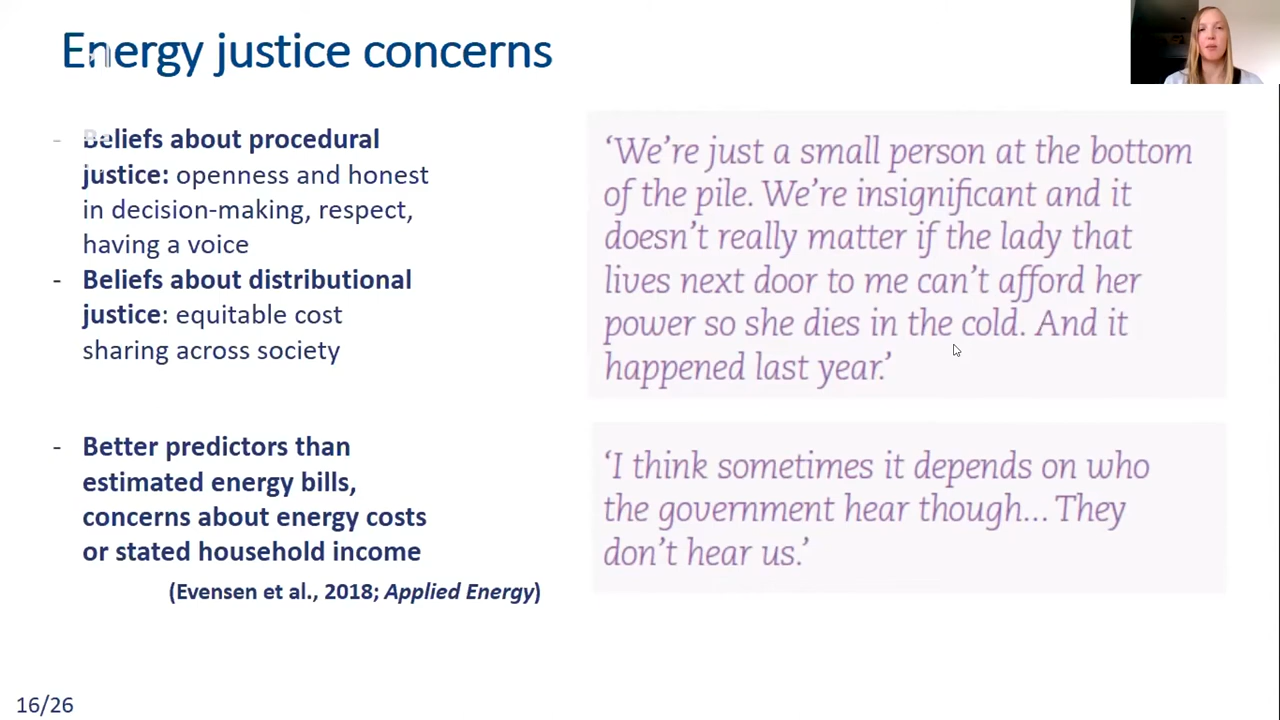 Energy justice concerns
- Beliefs about procedural
justice: openness and honest
in decision-making, respect,
having a voice
- Beliefs about distributional
justice: equitable cost
sharing across society
- Better predictors than
estimated energy bills,
concerns about energy costs
or stated household income
(Evensen et al., 2018; Applied Energy)
‘We’re just a small person at the bottom
of the pile. We’re insignificant and it
doesn’t really matter if the lady that
lives next door to me can’t afford her
power so she dies in the cold. And it
happened last year.’
‘I think sometimes it depends on who
the government hear though… They
don’t hear us.’
16/26